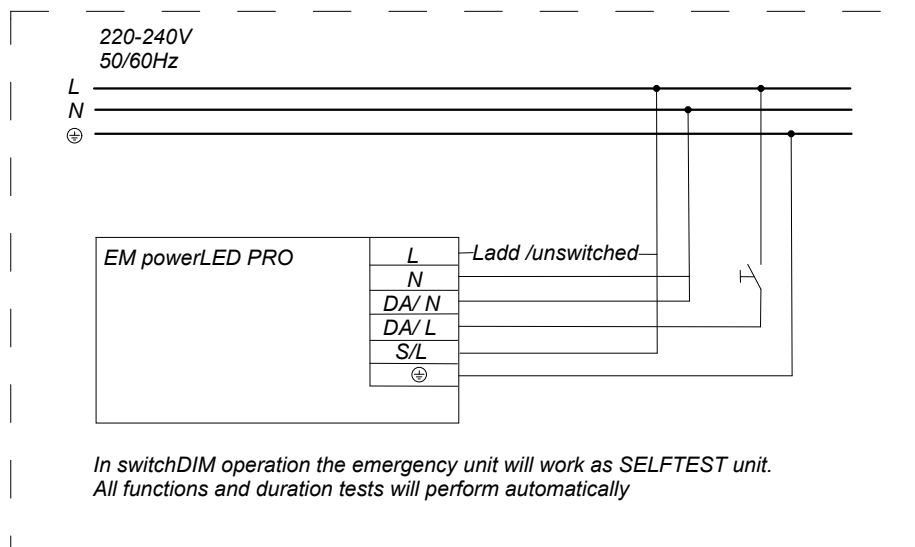 220-240V
50/60Hz
L
N
EM powerLED PRO
L
Ladd /unswitched
N
DA/ N
DA/ L
S/L
In switchDIM operation the emergency unit will work as SELFTEST unit.
All functions and duration tests will perform automatically